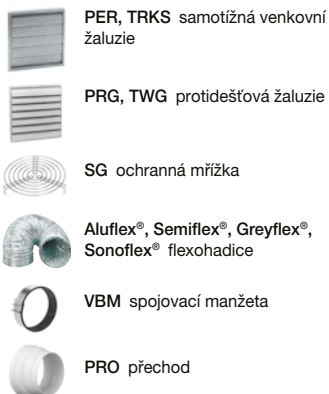 PER, TRKS samotížná venkovní
žaluzie
PRG, TWG protidešťová žaluzie
SG ochranná mřížka
Aluflex®, Semiflex®, Greyflex®,
Sonoflex® flexohadice
VBM spojovací manžeta
PRO přechod